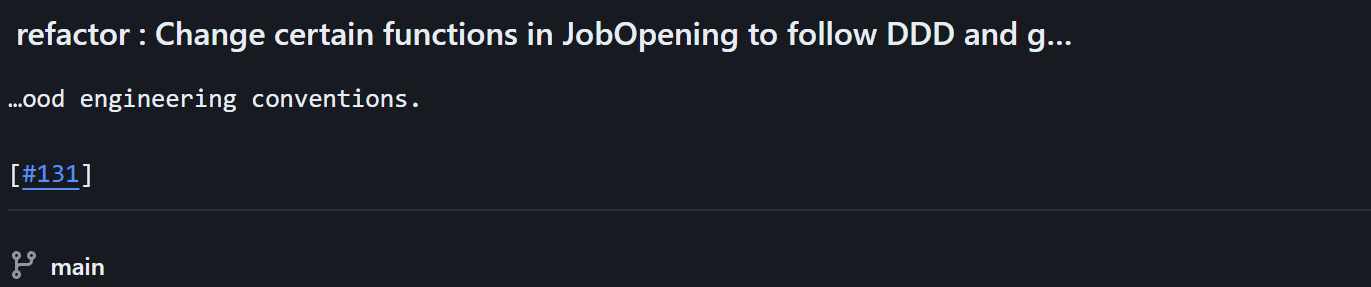 refactor : Change certain functions in JobOpening to follow DDD and g...
...ood engineering conventions.
[#131]
main